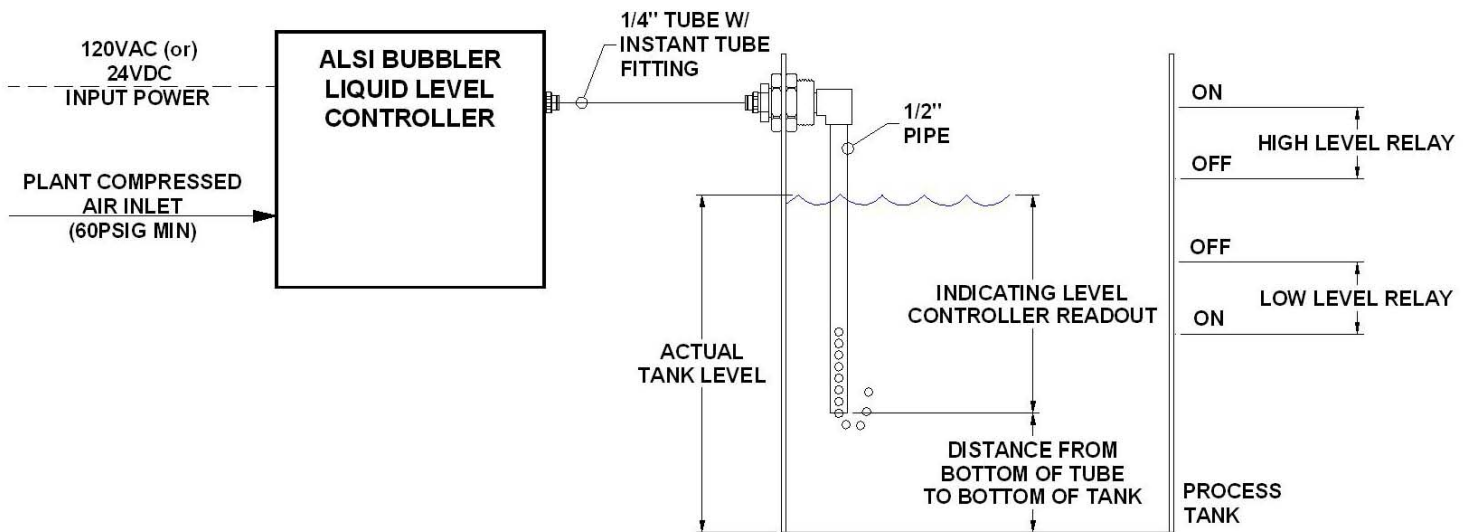 120VAC (or)
24VDC
INPUT POWER
PLANT COMPRESSED
AIR INLET
(60PSIG MIN)
ALSI BUBBLER
LIQUID LEVEL
CONTROLLER
1/4" TUBE W/
INSTANT TUBE
FITTING
1/2"
PIPE
ACTUAL
TANK LEVEL
INDICATING LEVEL
CONTROLLER READOUT
DISTANCE FROM
BOTTOM OF TUBE
TO BOTTOM OF TANK
ON
HIGH LEVEL RELAY
OFF
OFF
LOW LEVEL RELAY
ON
PROCESS
TANK